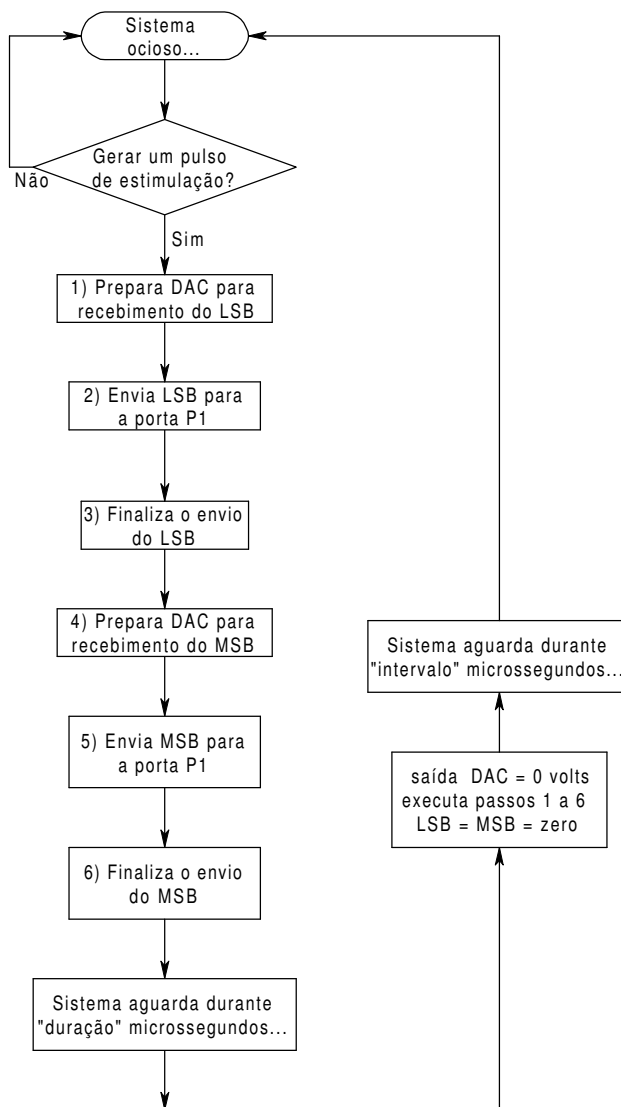 Sistema
ocioso...
Gerar um pulso
de estimulação?
Não
Sim
1) Prepara DAC para
recebimento do LSB
2) Envia LSB para
a porta P1
3) Finaliza o envio
do LSB
4) Prepara DAC para
recebimento do MSB
5) Envia MSB para
a porta P1
6) Finaliza o envio
do MSB
Sistema aguarda durante
"duração" microssegundos...
saída DAC = 0 volts
executa passos 1 a 6
LSB = MSB = zero
Sistema aguarda durante
"intervalo" microssegundos...